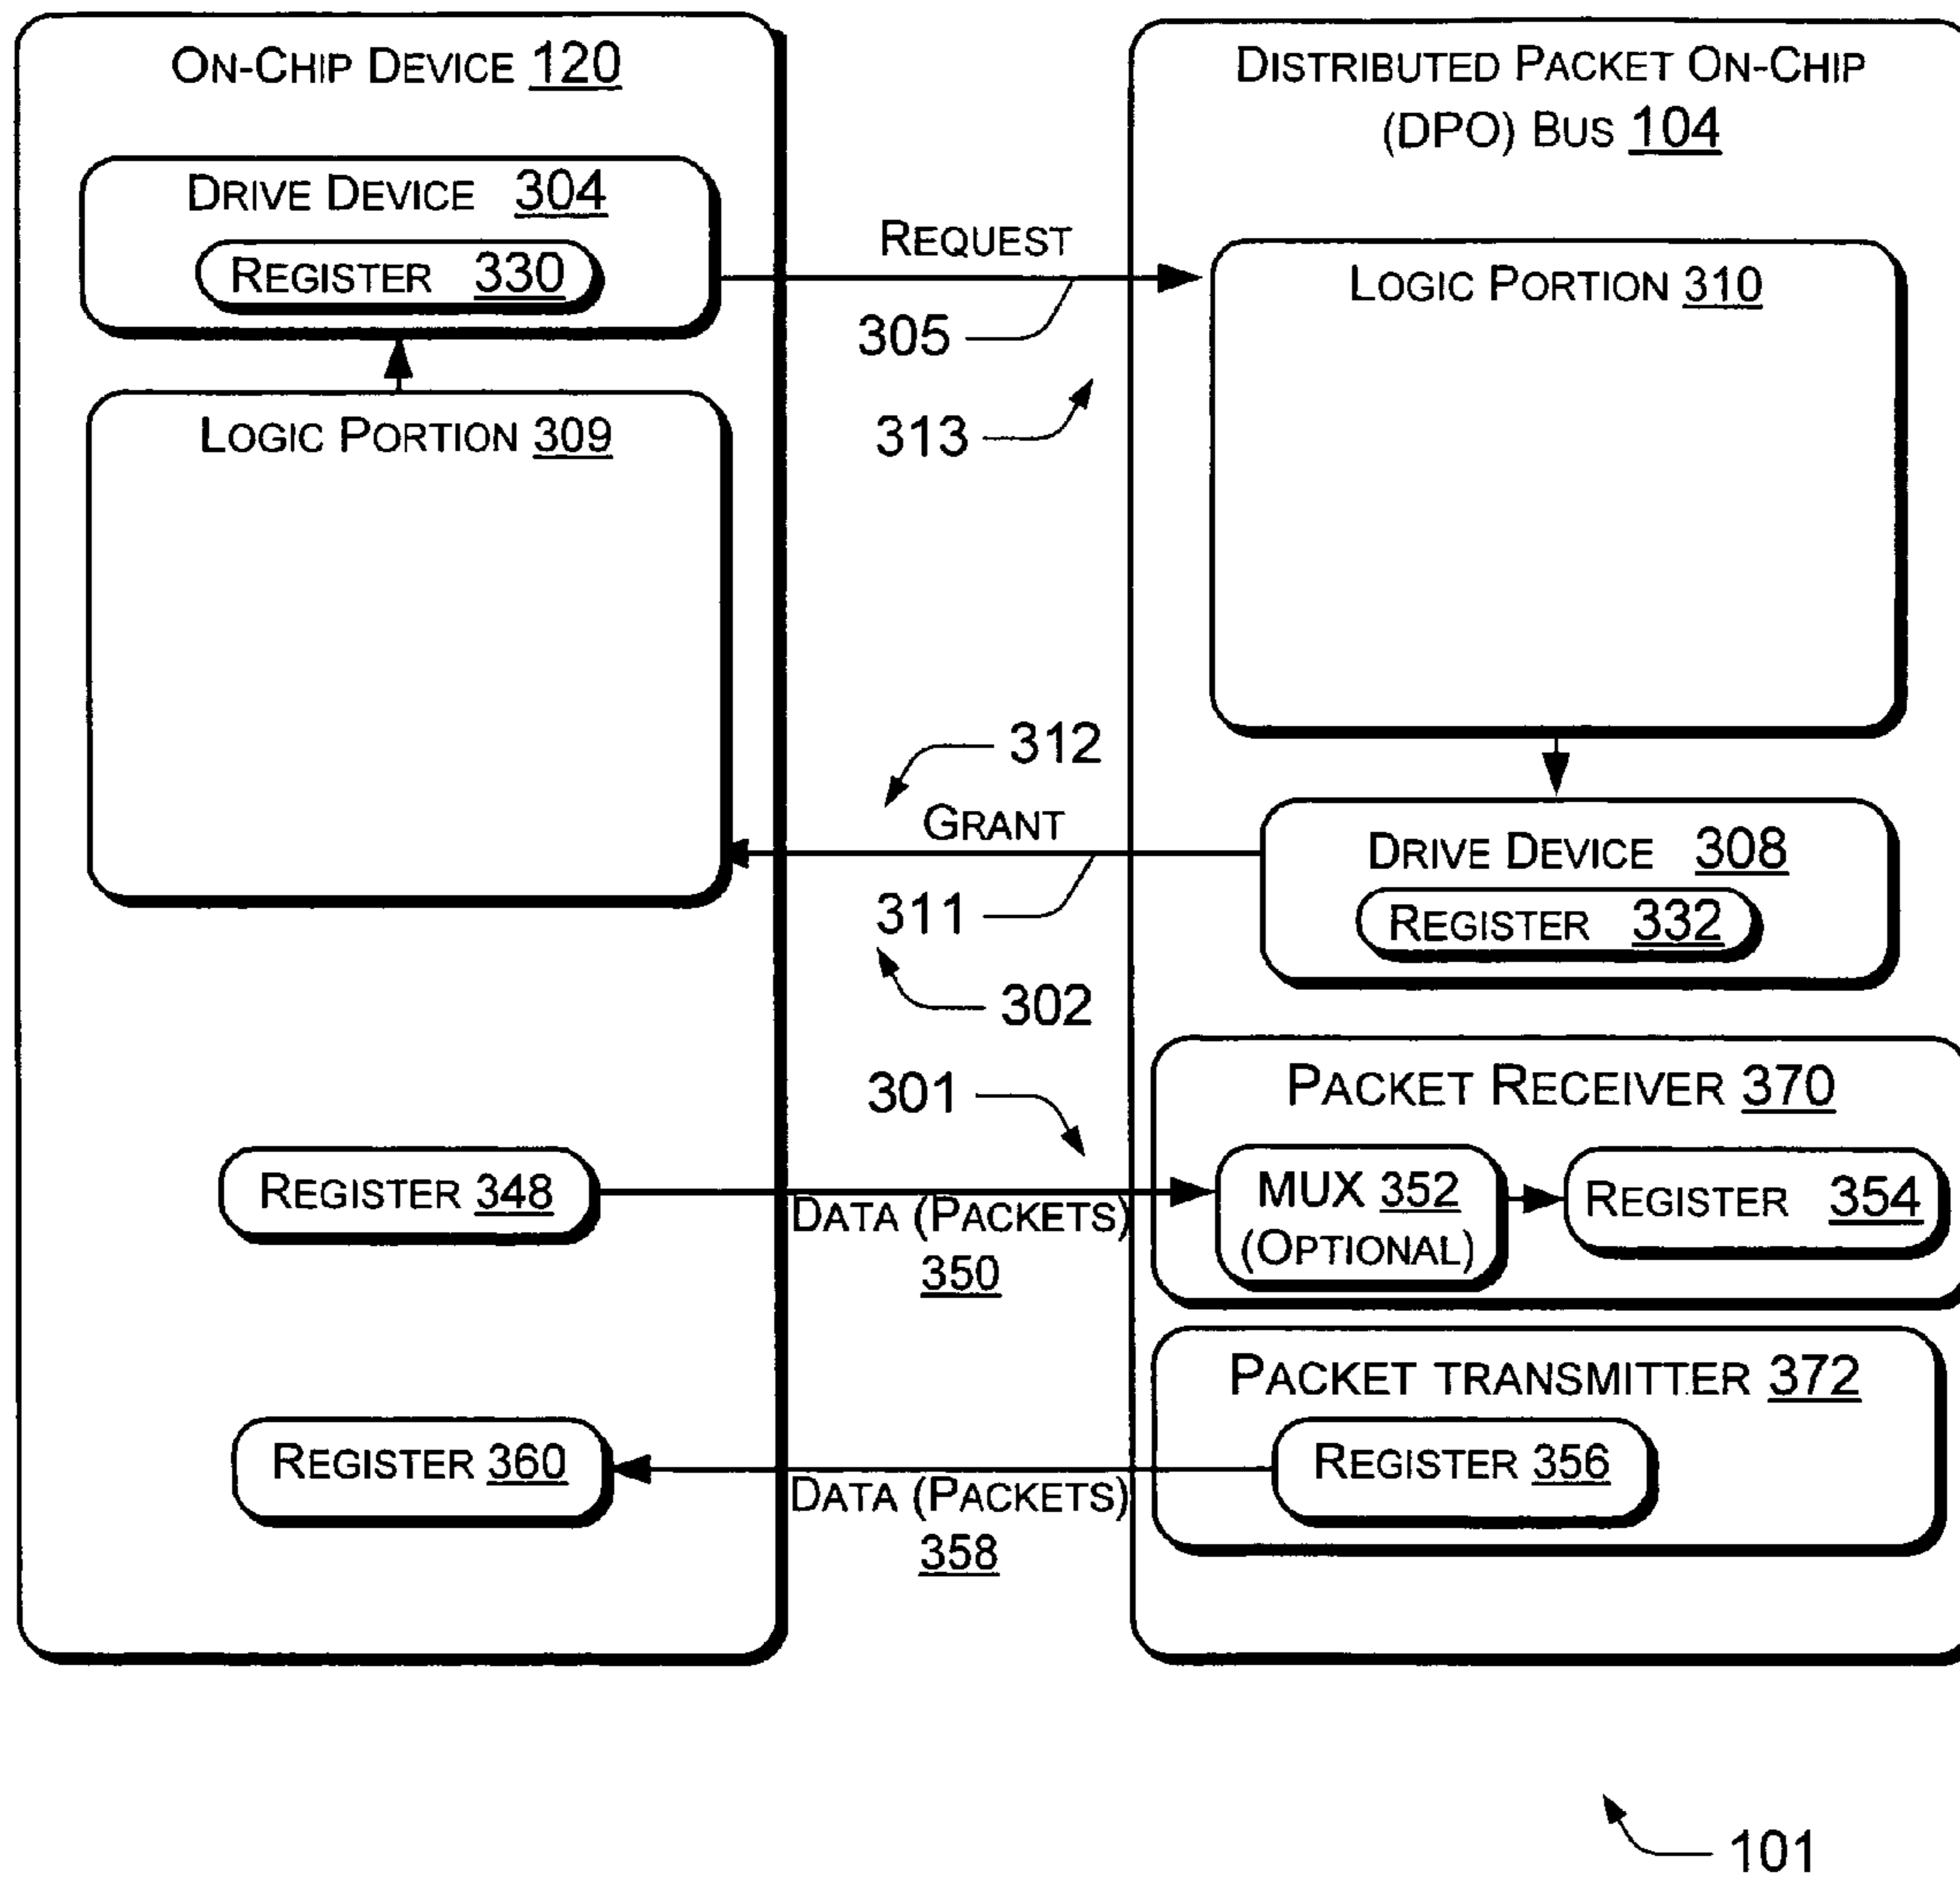 ON-CHIP DEVICE 120
DRIVE DEVICE 304
REGISTER 330
LOGIC PORTION 309
REGISTER 348
REGISTER 360
REQUEST
305
313
312
GRANT
311
302
301
DATA (PACKETS)
350
DATA (PACKETS)
358
DISTRIBUTED PACKET ON-CHIP
(DPO) BUS 104
LOGIC PORTION 310
DRIVE DEVICE 308
REGISTER 332
PACKET RECEIVER 370
MUX 352
(OPTIONAL)
REGISTER 354
PACKET TRANSMITTER 372
REGISTER 356
101